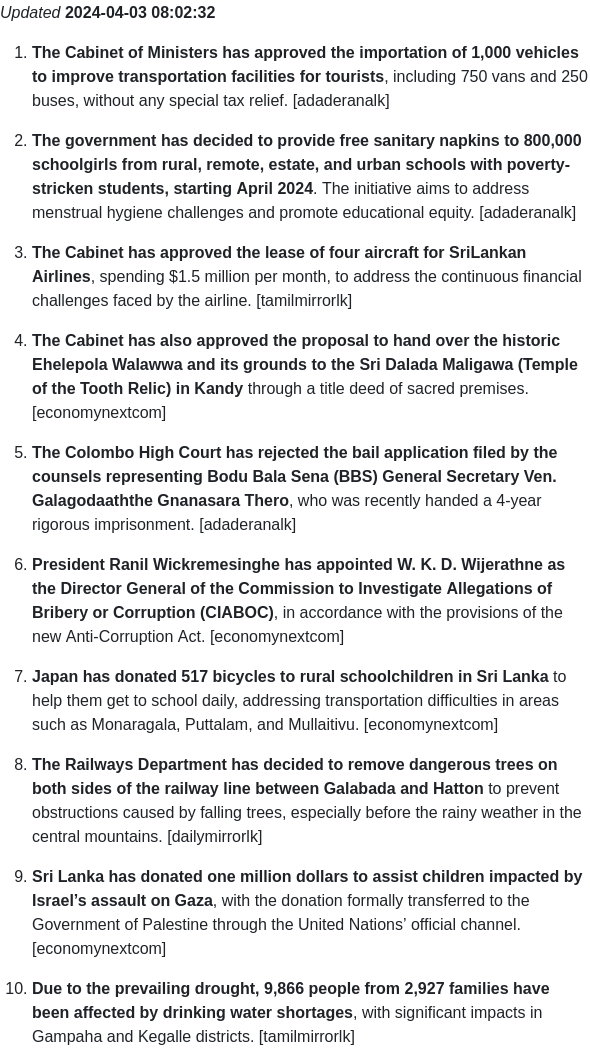 Updated 2024-04-03 08:02:32
1. The Cabinet of Ministers has approved the importation of 1,000 vehicles
to improve transportation facilities for tourists, including 750 vans and 250
buses, without any special tax relief. [adaderanalk]
2. The government has decided to provide free sanitary napkins to 800,000
schoolgirls from rural, remote, estate, and urban schools with poverty-
stricken students, starting April 2024. The initiative aims to address
menstrual hygiene challenges and promote educational equity. [adaderanalk]
3. The Cabinet has approved the lease of four aircraft for SriLankan
Airlines, spending $1.5 million per month, to address the continuous financial
challenges faced by the airline. [tamilmirrorlk]
4. The Cabinet has also approved the proposal to hand over the historic
Ehelepola Walawwa and its grounds to the Sri Dalada Maligawa (Temple
of the Tooth Relic) in Kandy through a title deed of sacred premises.
[economynextcom]
5. The Colombo High Court has rejected the bail application filed by the
counsels representing Bodu Bala Sena (BBS) General Secretary Ven.
Galagodaaththe Gnanasara Thero, who was recently handed a 4-year
rigorous imprisonment. [adaderanalk]
6. President Ranil Wickremesinghe has appointed W. K. D. Wijerathne as
the Director General of the Commission to Investigate Allegations of
Bribery or Corruption (CIABOC), in accordance with the provisions of the
new Anti-Corruption Act. [economynextcom]
7. Japan has donated 517 bicycles to rural schoolchildren in Sri Lanka to
help them get to school daily, addressing transportation difficulties in areas
such as Monaragala, Puttalam, and Mullaitivu. [economynextcom]
8. The Railways Department has decided to remove dangerous trees on
both sides of the railway line between Galabada and Hatton to prevent
obstructions caused by falling trees, especially before the rainy weather in the
central mountains. [dailymirrorlk]
9. Sri Lanka has donated one million dollars to assist children impacted by
Israel’s assault on Gaza, with the donation formally transferred to the
Government of Palestine through the United Nations’ official channel.
[economynextcom]
10. Due to the prevailing drought, 9,866 people from 2,927 families have
been affected by drinking water shortages, with significant impacts in
Gampaha and Kegalle districts. [tamilmirrorlk]